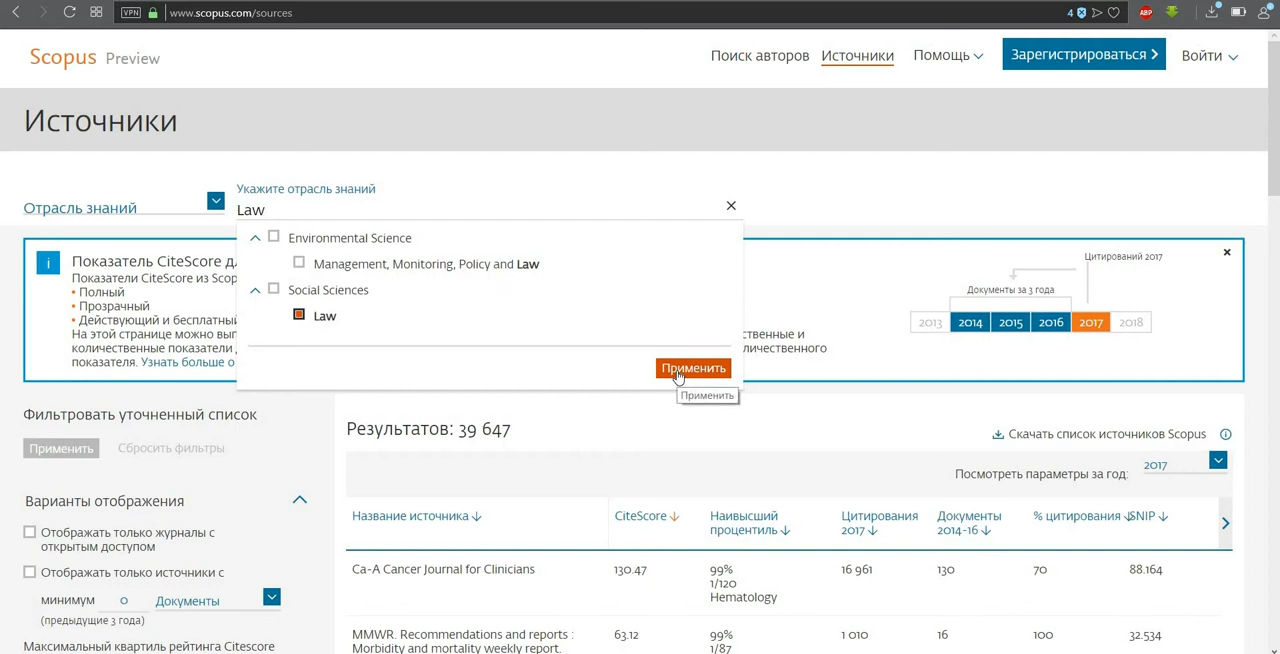 VPN www.scopus.com/sources 4 ABP
Scopus Preview Поиск авторов Источники Помощь Зарегистрироваться Войти
Источники
Укажите отрасль знаний
Отрасль знаний
Law
Environmental Science
Management, Monitoring, Policy and Law
Social Sciences
Law
Применить
Применить
Показатель CiteScore д
Показатели CiteScore из Scop
• Полный
• Прозрачный
• Действующий и бесплатный
На этой странице можно вып
ственные и
количественные показатели
личественного
показателя. Узнать больше о
Цитирований 2017
Документы за 3 года
2013 2014 2015 2016 2017 2018
Фильтровать уточненный список
Применить Сбросить фильтры
Варианты отображения
Отображать только журналы с
открытым доступом
Отображать только источники с
минимум 0 Документы
(предыдущие 3 года)
Максимальный квартиль рейтинга Citescore
Результатов: 39 647
Скачать список источников Scopus
Посмотреть параметры за год: 2017
Название источника CiteScore Наивысший Цитирования Документы % цитирования SNIP
процентиль 2017 2014-16
Ca-A Cancer Journal for Clinicians 130.47 99% 16 961 130 70 88.164
1/120
Hematology
MMWR. Recommendations and reports : 63.12 99% 1 010 16 100 32.534
Morbidity and mortality weekly report. 1/87